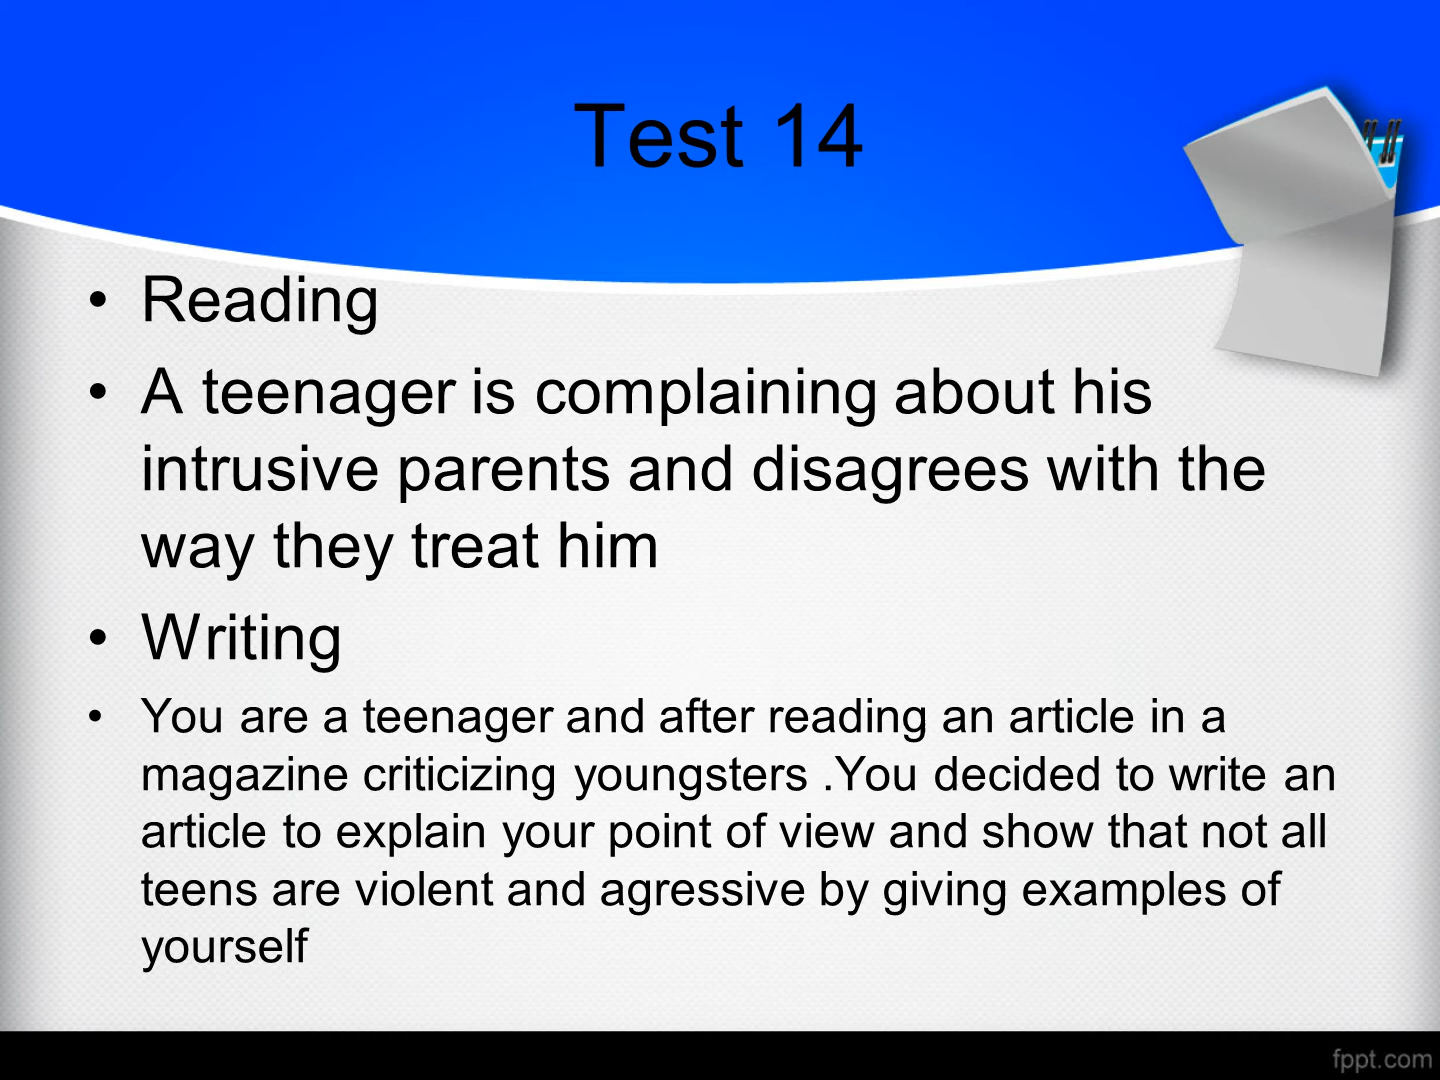 Test 14
• Reading
• A teenager is complaining about his
intrusive parents and disagrees with the
way they treat him
• Writing
• You are a teenager and after reading an article in a
magazine criticizing youngsters .You decided to write an
article to explain your point of view and show that not all
teens are violent and agressive by giving examples of
yourself
fppt.com